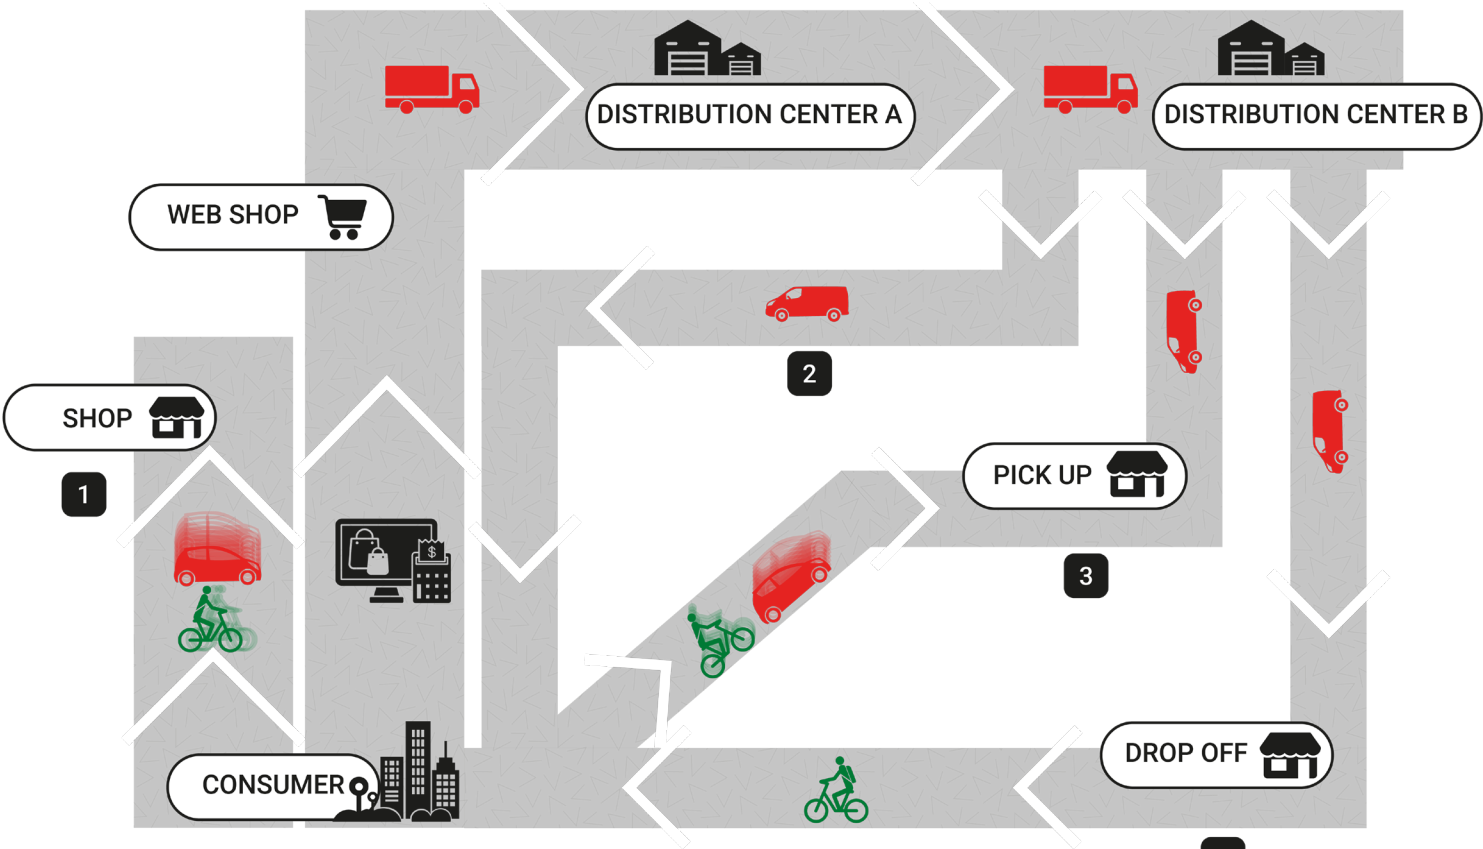 DISTRIBUTION CENTER A
DISTRIBUTION CENTER B
WEB SHOP
2
SHOP
1
PICK UP
$
3
DROP OFF
CONSUMER